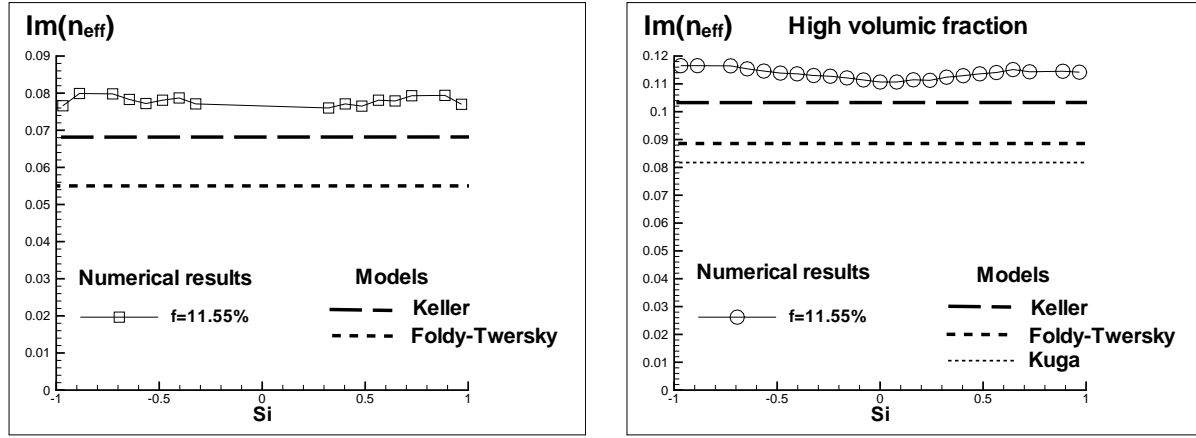 Im(neff)
0.09
0.08
0.07
0.06
0.05
0.04
0.03
0.02
0.01
0
-1
-0.5
0
0.5
1
Si
Numerical results
f=11.55%
Models
Keller
Foldy-Twersky
Im(neff)
High volumic fraction
0.12
0.11
0.1
0.09
0.08
0.07
0.06
0.05
0.04
0.03
0.02
0.01
0
-1
-0.5
0
0.5
1
Si
Numerical results
f=11.55%
Models
Keller
Foldy-Twersky
Kuga